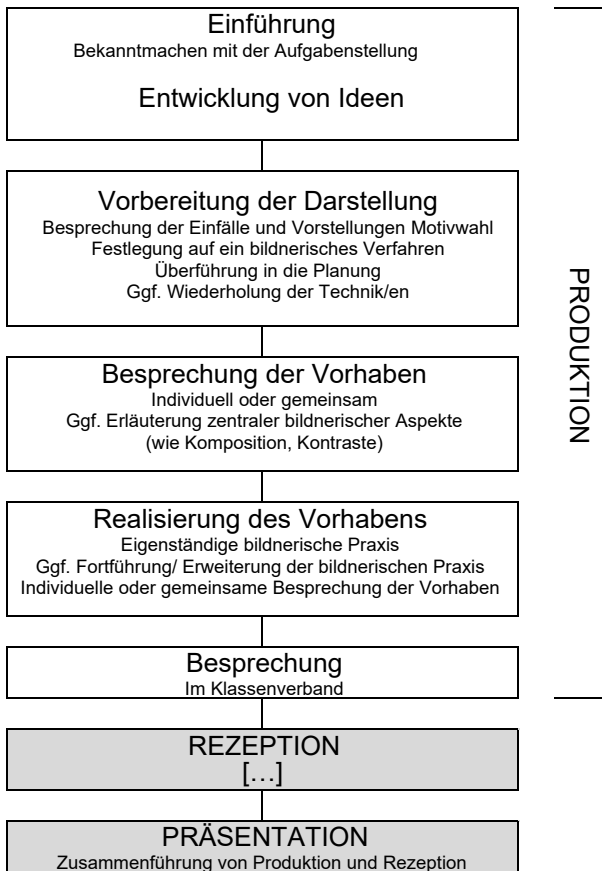 Einführung
Bekanntmachen mit der Aufgabenstellung
Entwicklung von Ideen
Vorbereitung der Darstellung
Besprechung der Einfälle und Vorstellungen Motivwahl
Festlegung auf ein bildnerisches Verfahren
Überführung in die Planung
Ggf. Wiederholung der Technik/en
Besprechung der Vorhaben
Individuell oder gemeinsam
Ggf. Erläuterung zentraler bildnerischer Aspekte
(wie Komposition, Kontraste)
Realisierung des Vorhabens
Eigenständige bildnerische Praxis
Ggf. Fortführung/ Erweiterung der bildnerischen Praxis
Individuelle oder gemeinsame Besprechung der Vorhaben
Besprechung
Im Klassenverband
REZEPTION
[…]
PRÄSENTATION
Zusammenführung von Produktion und Rezeption
PRODUKTION